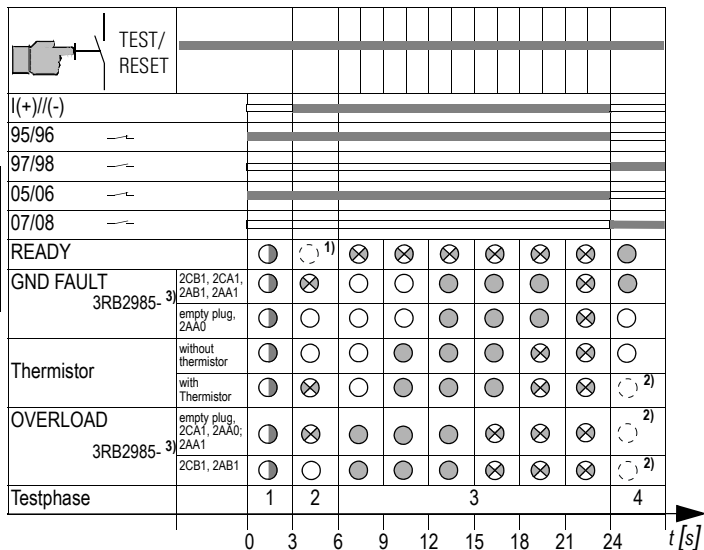 TEST/
RESET
I(+)//(-)
95/96
97/98
05/06
07/08
READY 1)
GND FAULT
3RB2985- 3)
2CB1, 2CA1,
2AB1, 2AA1
empty plug,
2AA0
Thermistor
without
thermistor
with
Thermistor 2)
OVERLOAD
3RB2985- 3)
empty plug,
2CA1, 2AA0;
2AA1 2)
2CB1, 2AB1 2)
Testphase 1 2 3 4
0 3 6 9 12 15 18 21 24 t [s]